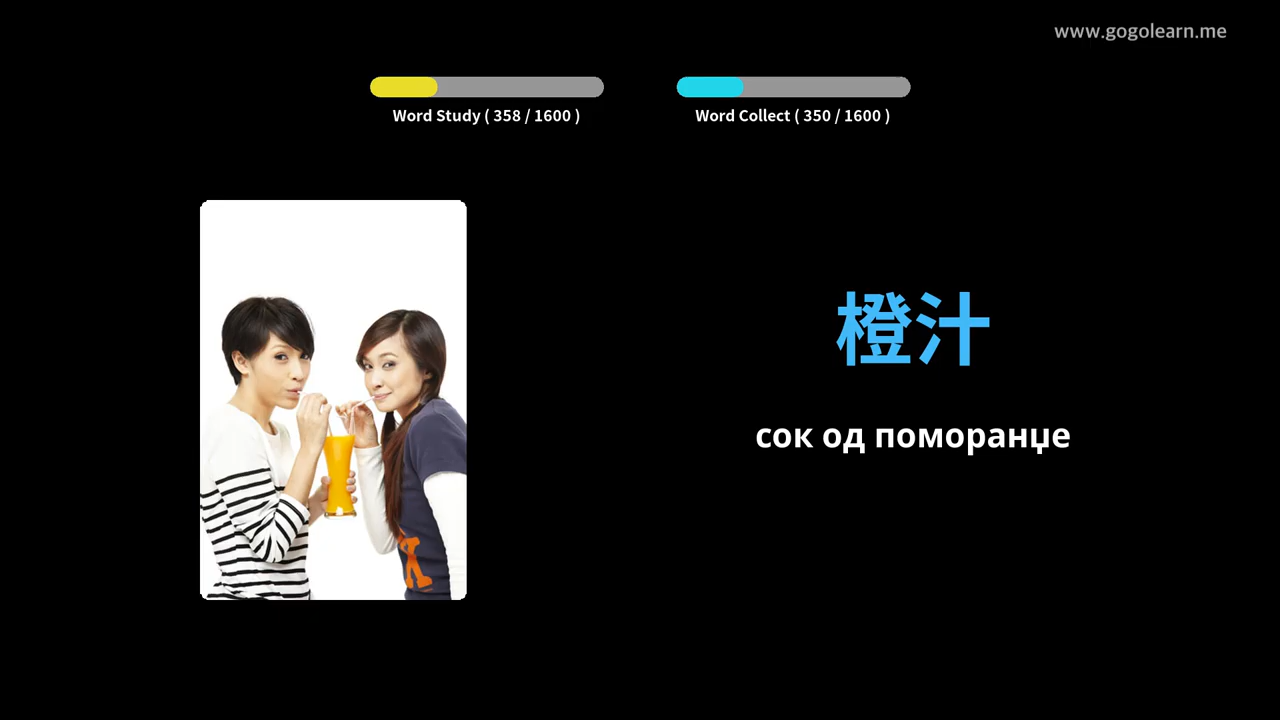 www.gogolearn.me
Word Study ( 358 / 1600 )
Word Collect ( 350 / 1600 )
橙汁
сок од поморанџе